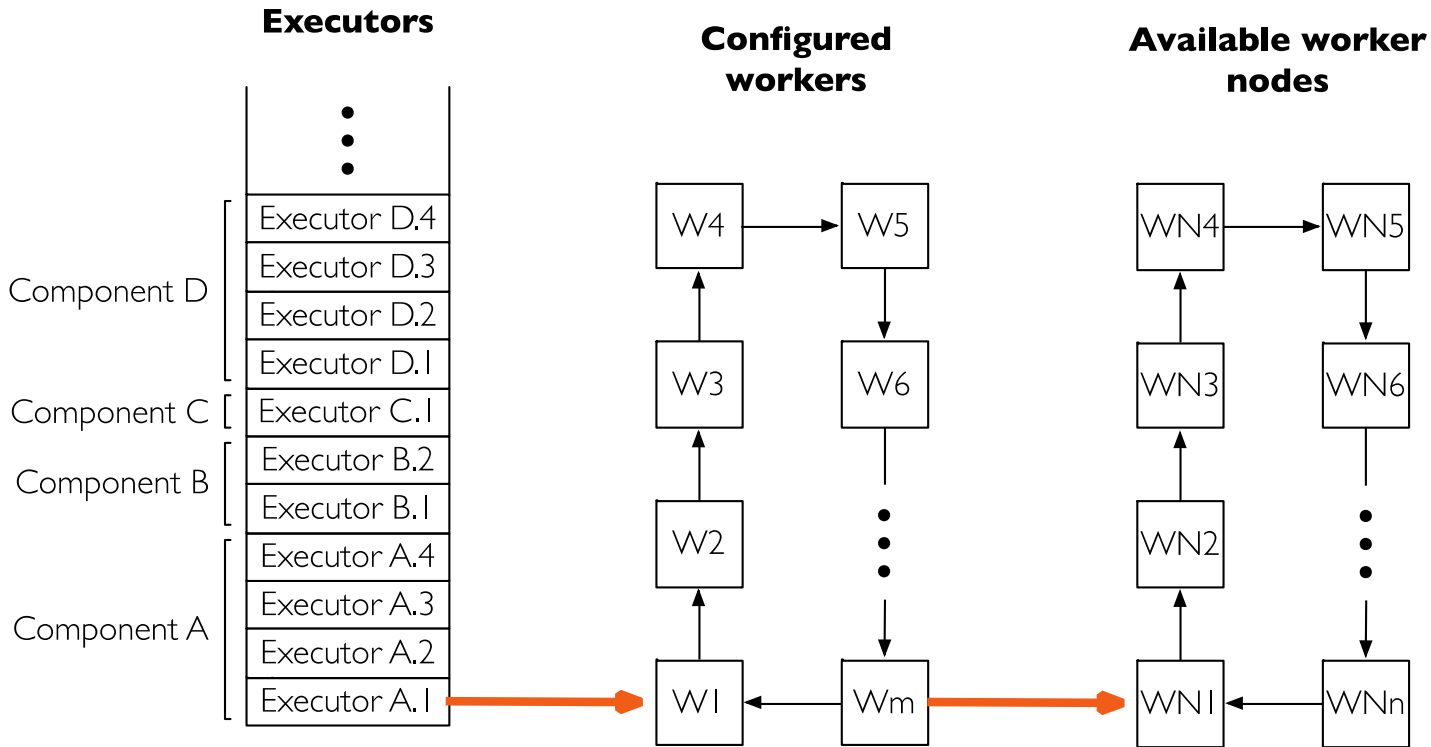 Executors
Configured
workers
Available worker
nodes
Component D
Component C
Component B
Component A
Executor D.4
Executor D.3
Executor D.2
Executor D.1
Executor C.1
Executor B.2
Executor B.1
Executor A.4
Executor A.3
Executor A.2
Executor A.1
W4
W5
W3
W6
W2
W1
Wm
WN4
WN5
WN3
WN6
WN2
WN1
WNn